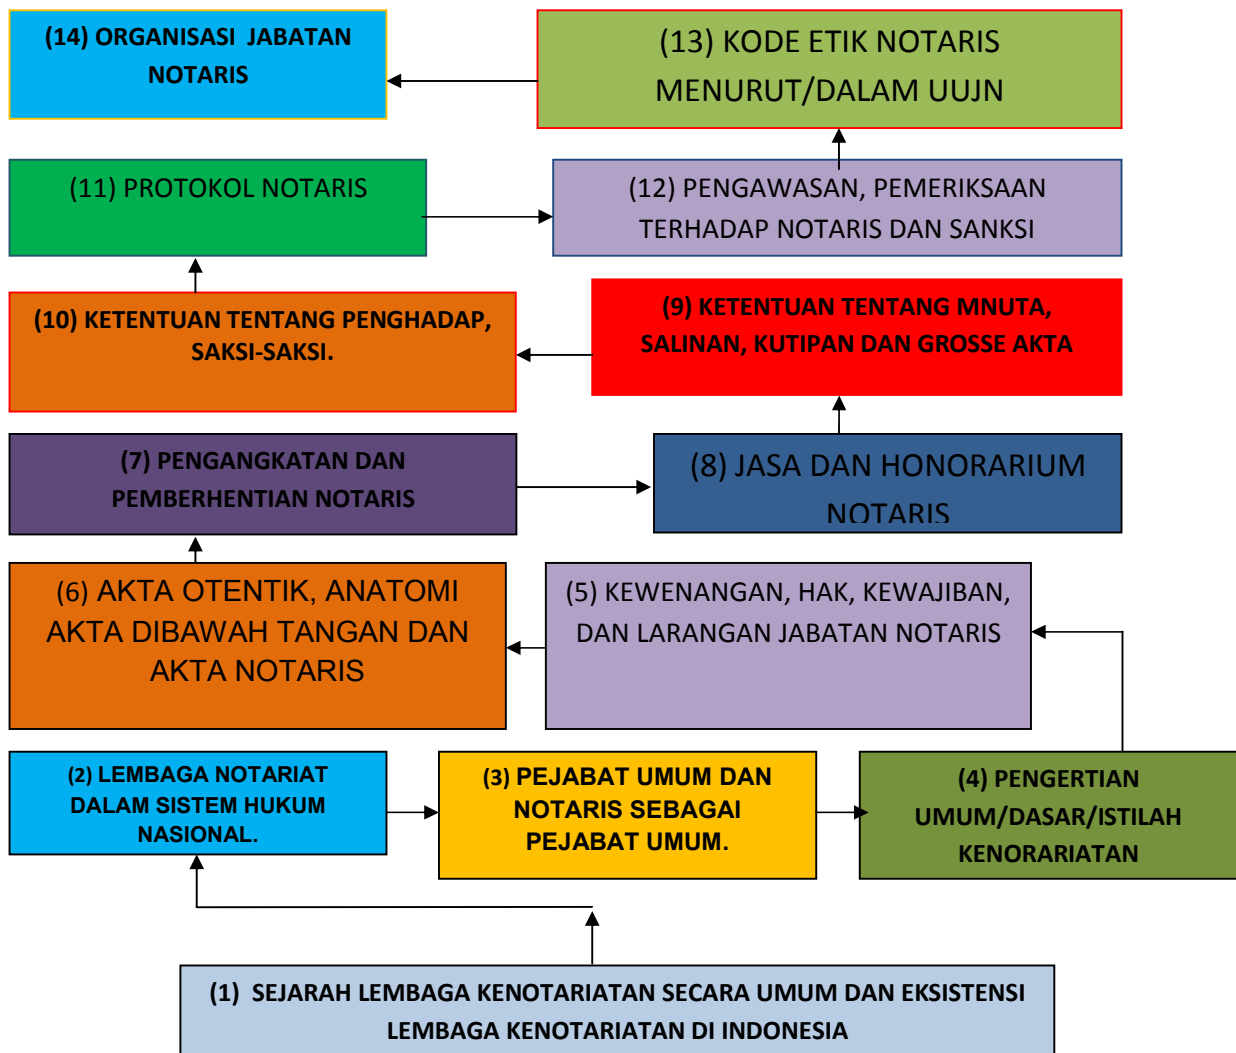 (14) ORGANISASI JABATAN
NOTARIS
(13) KODE ETIK NOTARIS
MENURUT/DALAM UUJN
(11) PROTOKOL NOTARIS
(12) PENGAWASAN, PEMERIKSAAN
TERHADAP NOTARIS DAN SANKSI
(10) KETENTUAN TENTANG PENGHADAP,
SAKSI-SAKSI.
(9) KETENTUAN TENTANG MNUTA,
SALINAN, KUTIPAN DAN GROSSE AKTA
(7) PENGANGKATAN DAN
PEMBERHENTIAN NOTARIS
(8) JASA DAN HONORARIUM
NOTARIS
(6) AKTA OTENTIK, ANATOMI
AKTA DIBAWAH TANGAN DAN
AKTA NOTARIS
(5) KEWENANGAN, HAK, KEWAJIBAN,
DAN LARANGAN JABATAN NOTARIS
(2) LEMBAGA NOTARIAT
DALAM SISTEM HUKUM
NASIONAL.
(3) PEJABAT UMUM DAN
NOTARIS SEBAGAI
PEJABAT UMUM.
(4) PENGERTIAN
UMUM/DASAR/ISTILAH
KENORARIATAN
(1) SEJARAH LEMBAGA KENOTARIATAN SECARA UMUM DAN EKSISTENSI
LEMBAGA KENOTARIATAN DI INDONESIA